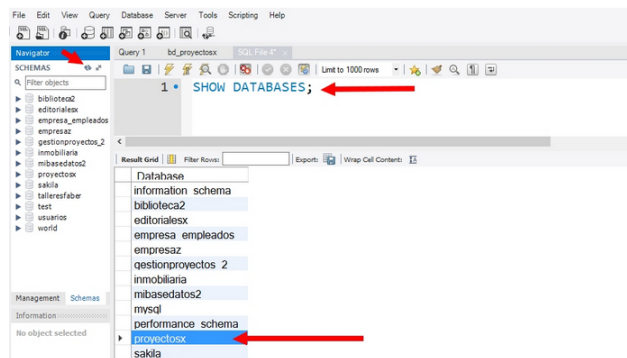 File Edit View Query Database Server Tools Scripting Help
Navigator
SCHEMAS
Filter objects
biblioteca2
editorialesx
empresa_empleados
empresaz
gestionproyectos_2
inmobiliaria
mibasedatos2
proyectosx
sakila
talleresfaber
test
usuarios
world
Management Schemas
Information
No object selected
Query 1 bd_proyectosx SQL File 4*
Limit to 1000 rows
1 SHOW DATABASES;
Result Grid Filter Rows: Export: Wrap Cell Content:
Database
information_schema
biblioteca2
editorialesx
empresa_empleados
empresaz
gestionproyectos_2
inmobiliaria
mibasedatos2
mysql
performance_schema
proyectosx
sakila